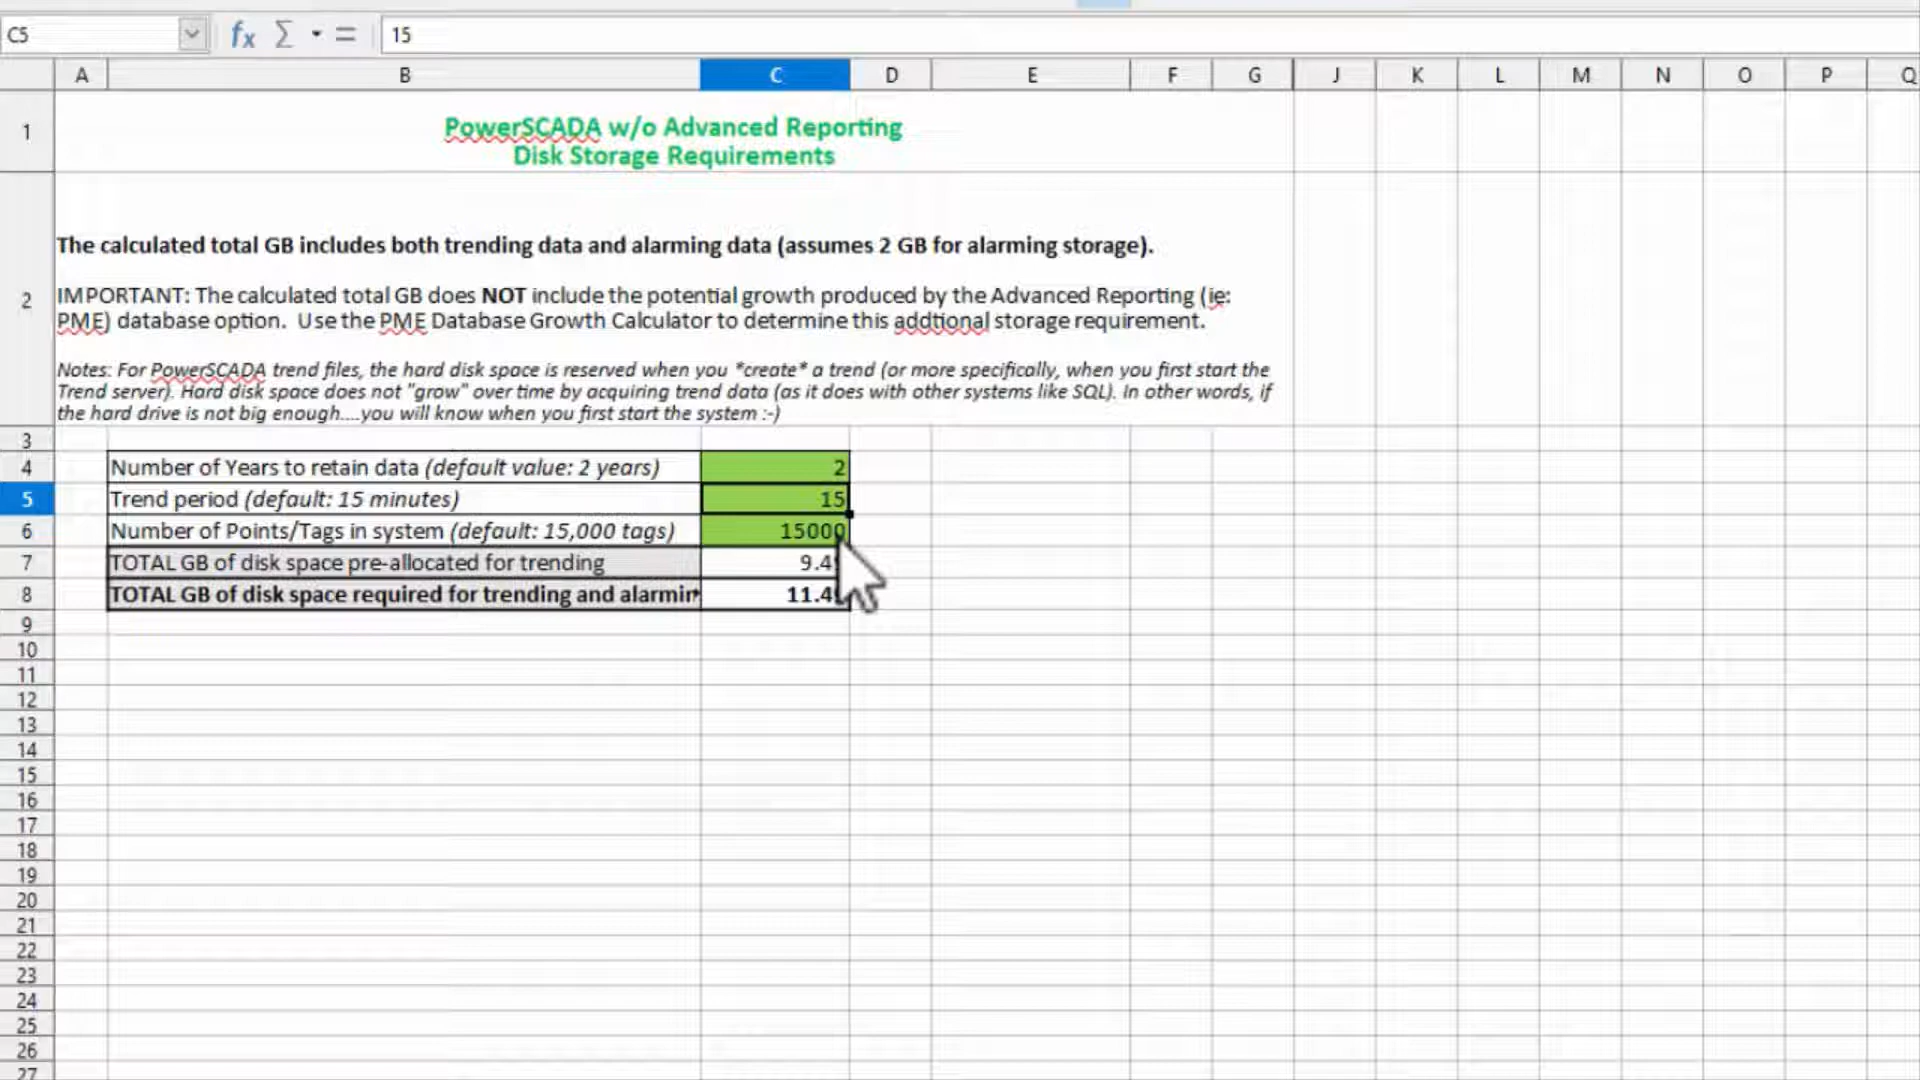 C5
fx Σ = 15
A B C D E F G J K L M N O P Q
1
PowerSCADA w/o Advanced Reporting
Disk Storage Requirements
2
The calculated total GB includes both trending data and alarming data (assumes 2 GB for alarming storage).
IMPORTANT: The calculated total GB does NOT include the potential growth produced by the Advanced Reporting (ie:
PME) database option. Use the PME Database Growth Calculator to determine this addtional storage requirement.
Notes: For PowerSCADA trend files, the hard disk space is reserved when you *create* a trend (or more specifically, when you first start the
Trend server). Hard disk space does not "grow" over time by acquiring trend data (as it does with other systems like SQL). In other words, if
the hard drive is not big enough....you will know when you first start the system :-)
3
4 Number of Years to retain data (default value: 2 years) 2
5 Trend period (default: 15 minutes) 15
6 Number of Points/Tags in system (default: 15,000 tags) 15000
7 TOTAL GB of disk space pre-allocated for trending
8 TOTAL GB of disk space required for trending and
9
10
11
12
13
14
15
16
17
18
19
20
21
22
23
24
25
26
27